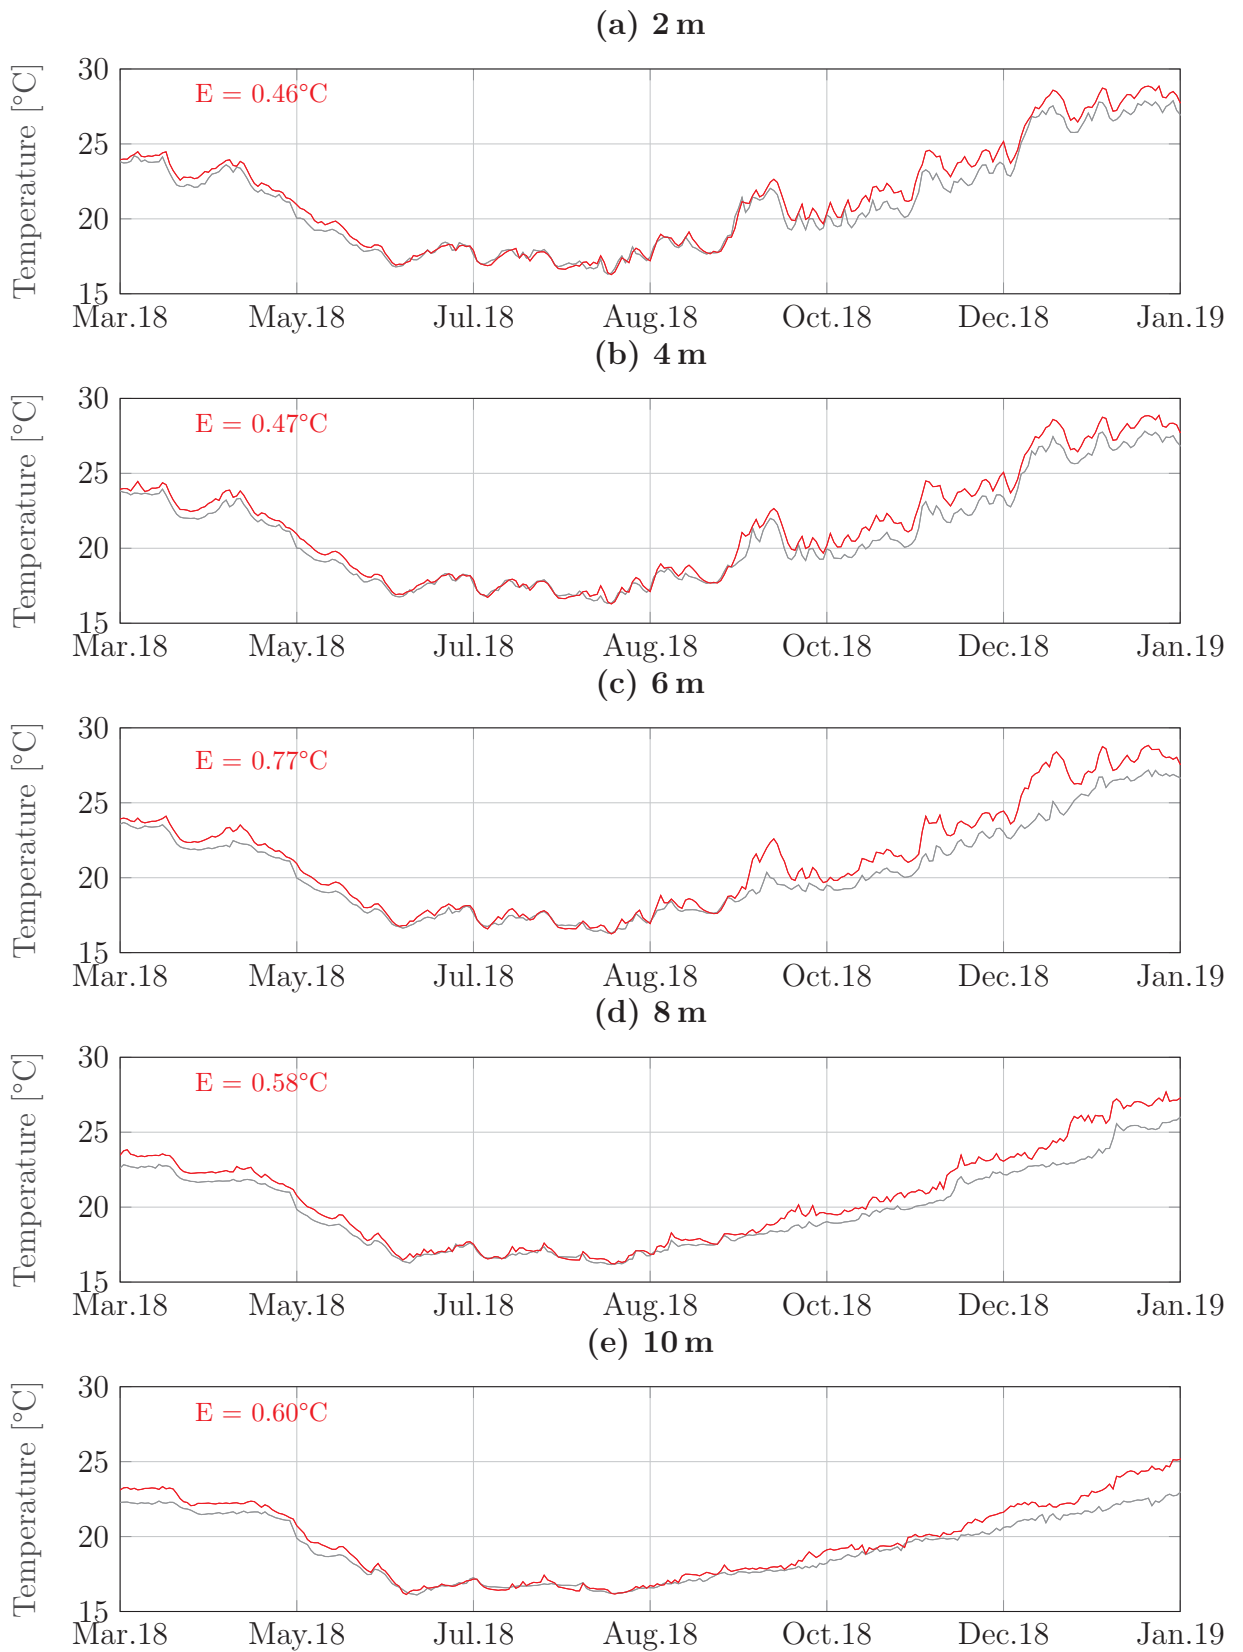 (a) 2 m
Temperature [°C]
30
25
20
15
E = 0.46°C
Mar.18 May.18 Jul.18 Aug.18 Oct.18 Dec.18 Jan.19
(b) 4 m
Temperature [°C]
30
25
20
15
E = 0.47°C
Mar.18 May.18 Jul.18 Aug.18 Oct.18 Dec.18 Jan.19
(c) 6 m
Temperature [°C]
30
25
20
15
E = 0.77°C
Mar.18 May.18 Jul.18 Aug.18 Oct.18 Dec.18 Jan.19
(d) 8 m
Temperature [°C]
30
25
20
15
E = 0.58°C
Mar.18 May.18 Jul.18 Aug.18 Oct.18 Dec.18 Jan.19
(e) 10 m
Temperature [°C]
30
25
20
15
E = 0.60°C
Mar.18 May.18 Jul.18 Aug.18 Oct.18 Dec.18 Jan.19